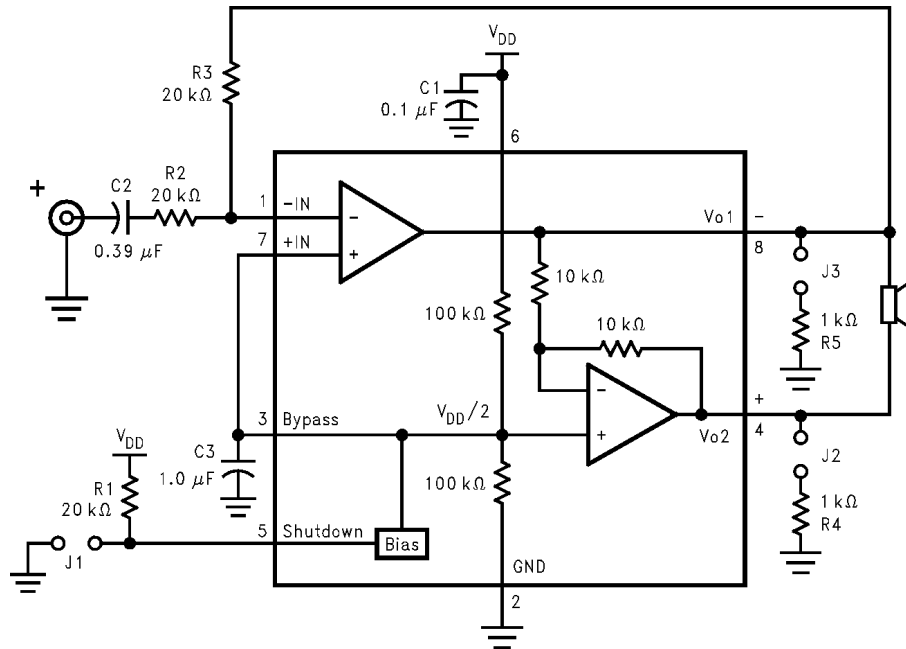 V_DD
R3
20 kΩ
C1
0.1 μF
6
+
C2
0.39 μF
R2
20 kΩ
1
-IN
7
+IN
−
+
Vo1
−
8
10 kΩ
10 kΩ
100 kΩ
J3
1 kΩ
R5
3
Bypass
V_DD/2
−
+
+
Vo2
4
C3
1.0 μF
100 kΩ
J2
1 kΩ
R4
V_DD
R1
20 kΩ
5
Shutdown
Bias
J1
GND
2